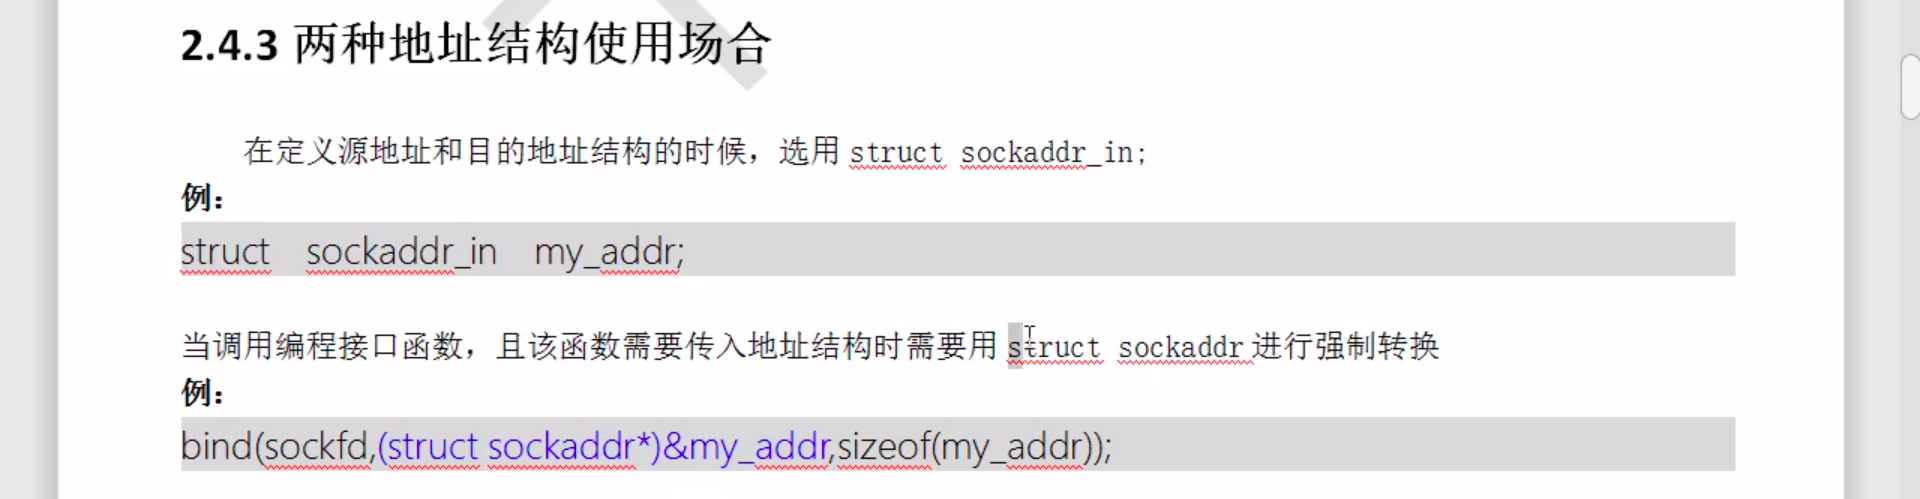 2.4.3 两种地址结构使用场合
在定义源地址和目的地址结构的时候，选用 struct sockaddr_in;
例：
struct sockaddr_in my_addr;
当调用编程接口函数，且该函数需要传入地址结构时需要用 struct sockaddr 进行强制转换
例：
bind(sockfd,(struct sockaddr*)&my_addr,sizeof(my_addr));